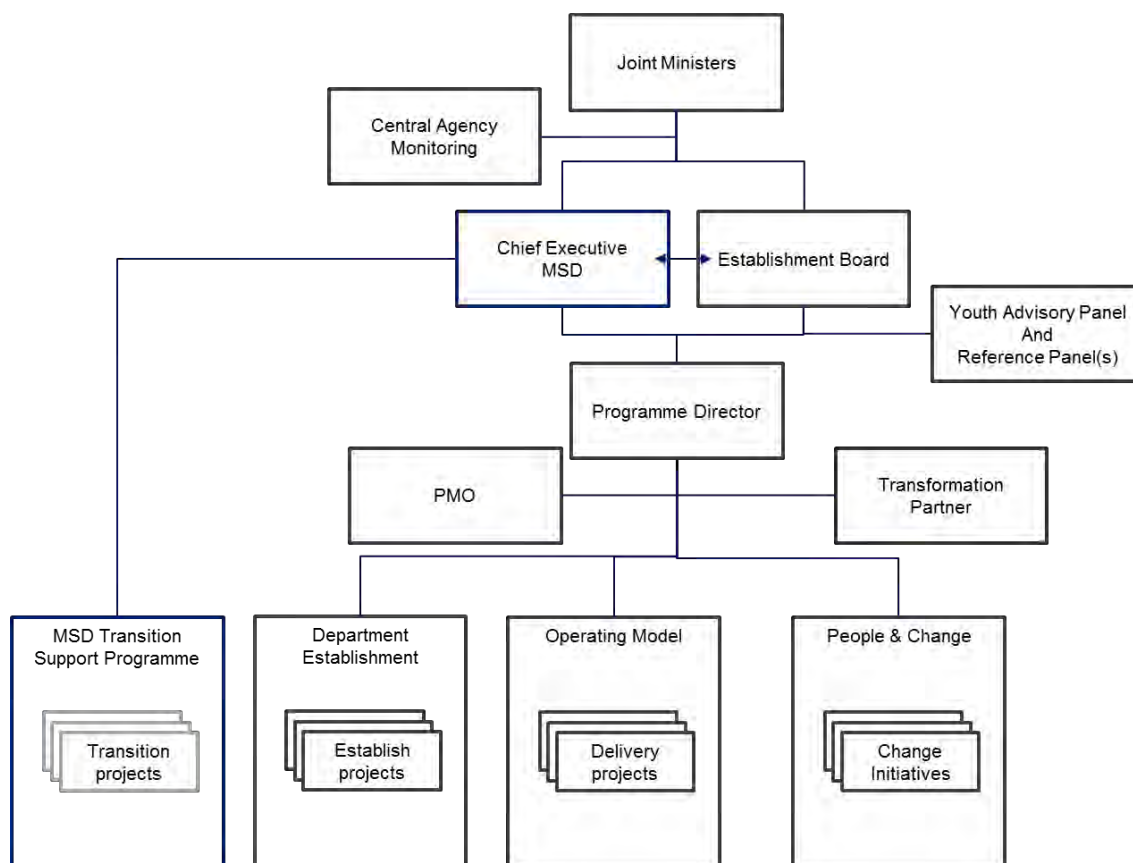 Joint Ministers
Central Agency
Monitoring
Chief Executive
MSD
Establishment Board
Youth Advisory Panel
And
Reference Panel(s)
Programme Director
PMO
Transformation
Partner
MSD Transition
Support Programme
Transition
projects
Department
Establishment
Establish
projects
Operating Model
Delivery
projects
People & Change
Change
Initiatives